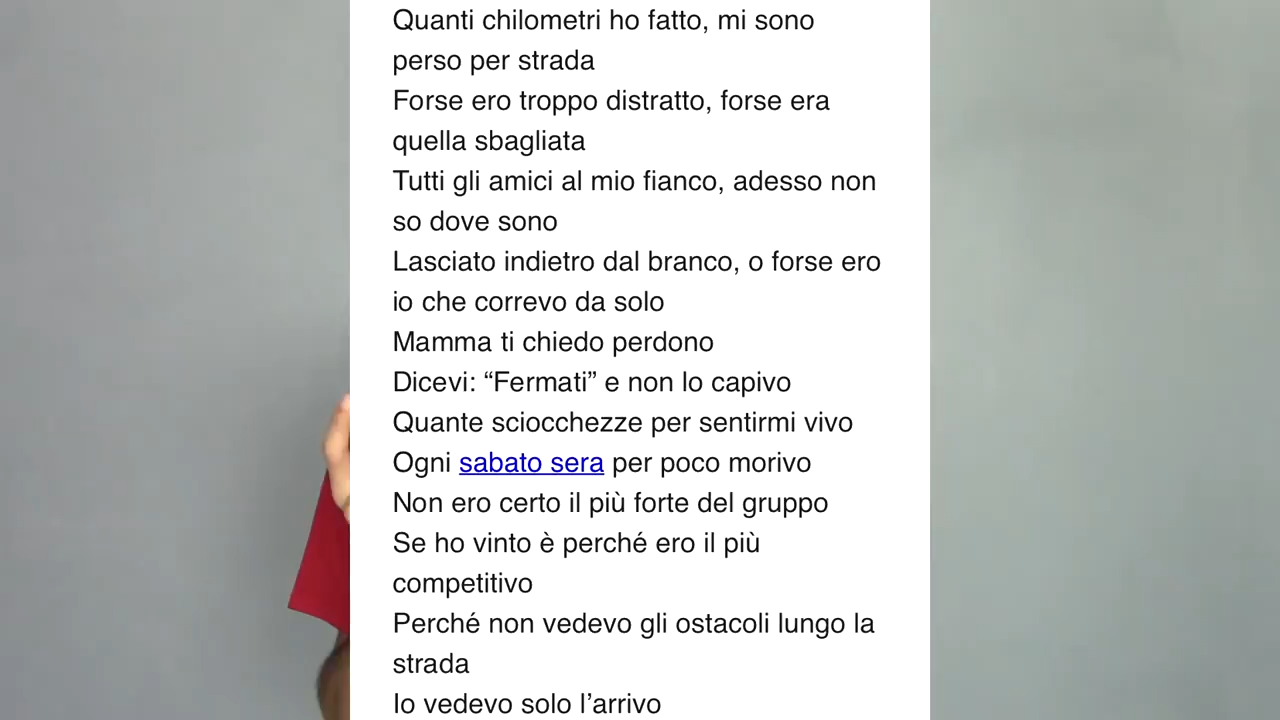 Quanti chilometri ho fatto, mi sono
perso per strada
Forse ero troppo distratto, forse era
quella sbagliata
Tutti gli amici al mio fianco, adesso non
so dove sono
Lasciato indietro dal branco, o forse ero
io che correvo da solo
Mamma ti chiedo perdono
Dicevi: “Fermati” e non lo capivo
Quante sciocchezze per sentirmi vivo
Ogni sabato sera per poco morivo
Non ero certo il più forte del gruppo
Se ho vinto è perché ero il più
competitivo
Perché non vedevo gli ostacoli lungo la
strada
Io vedevo solo l’arrivo